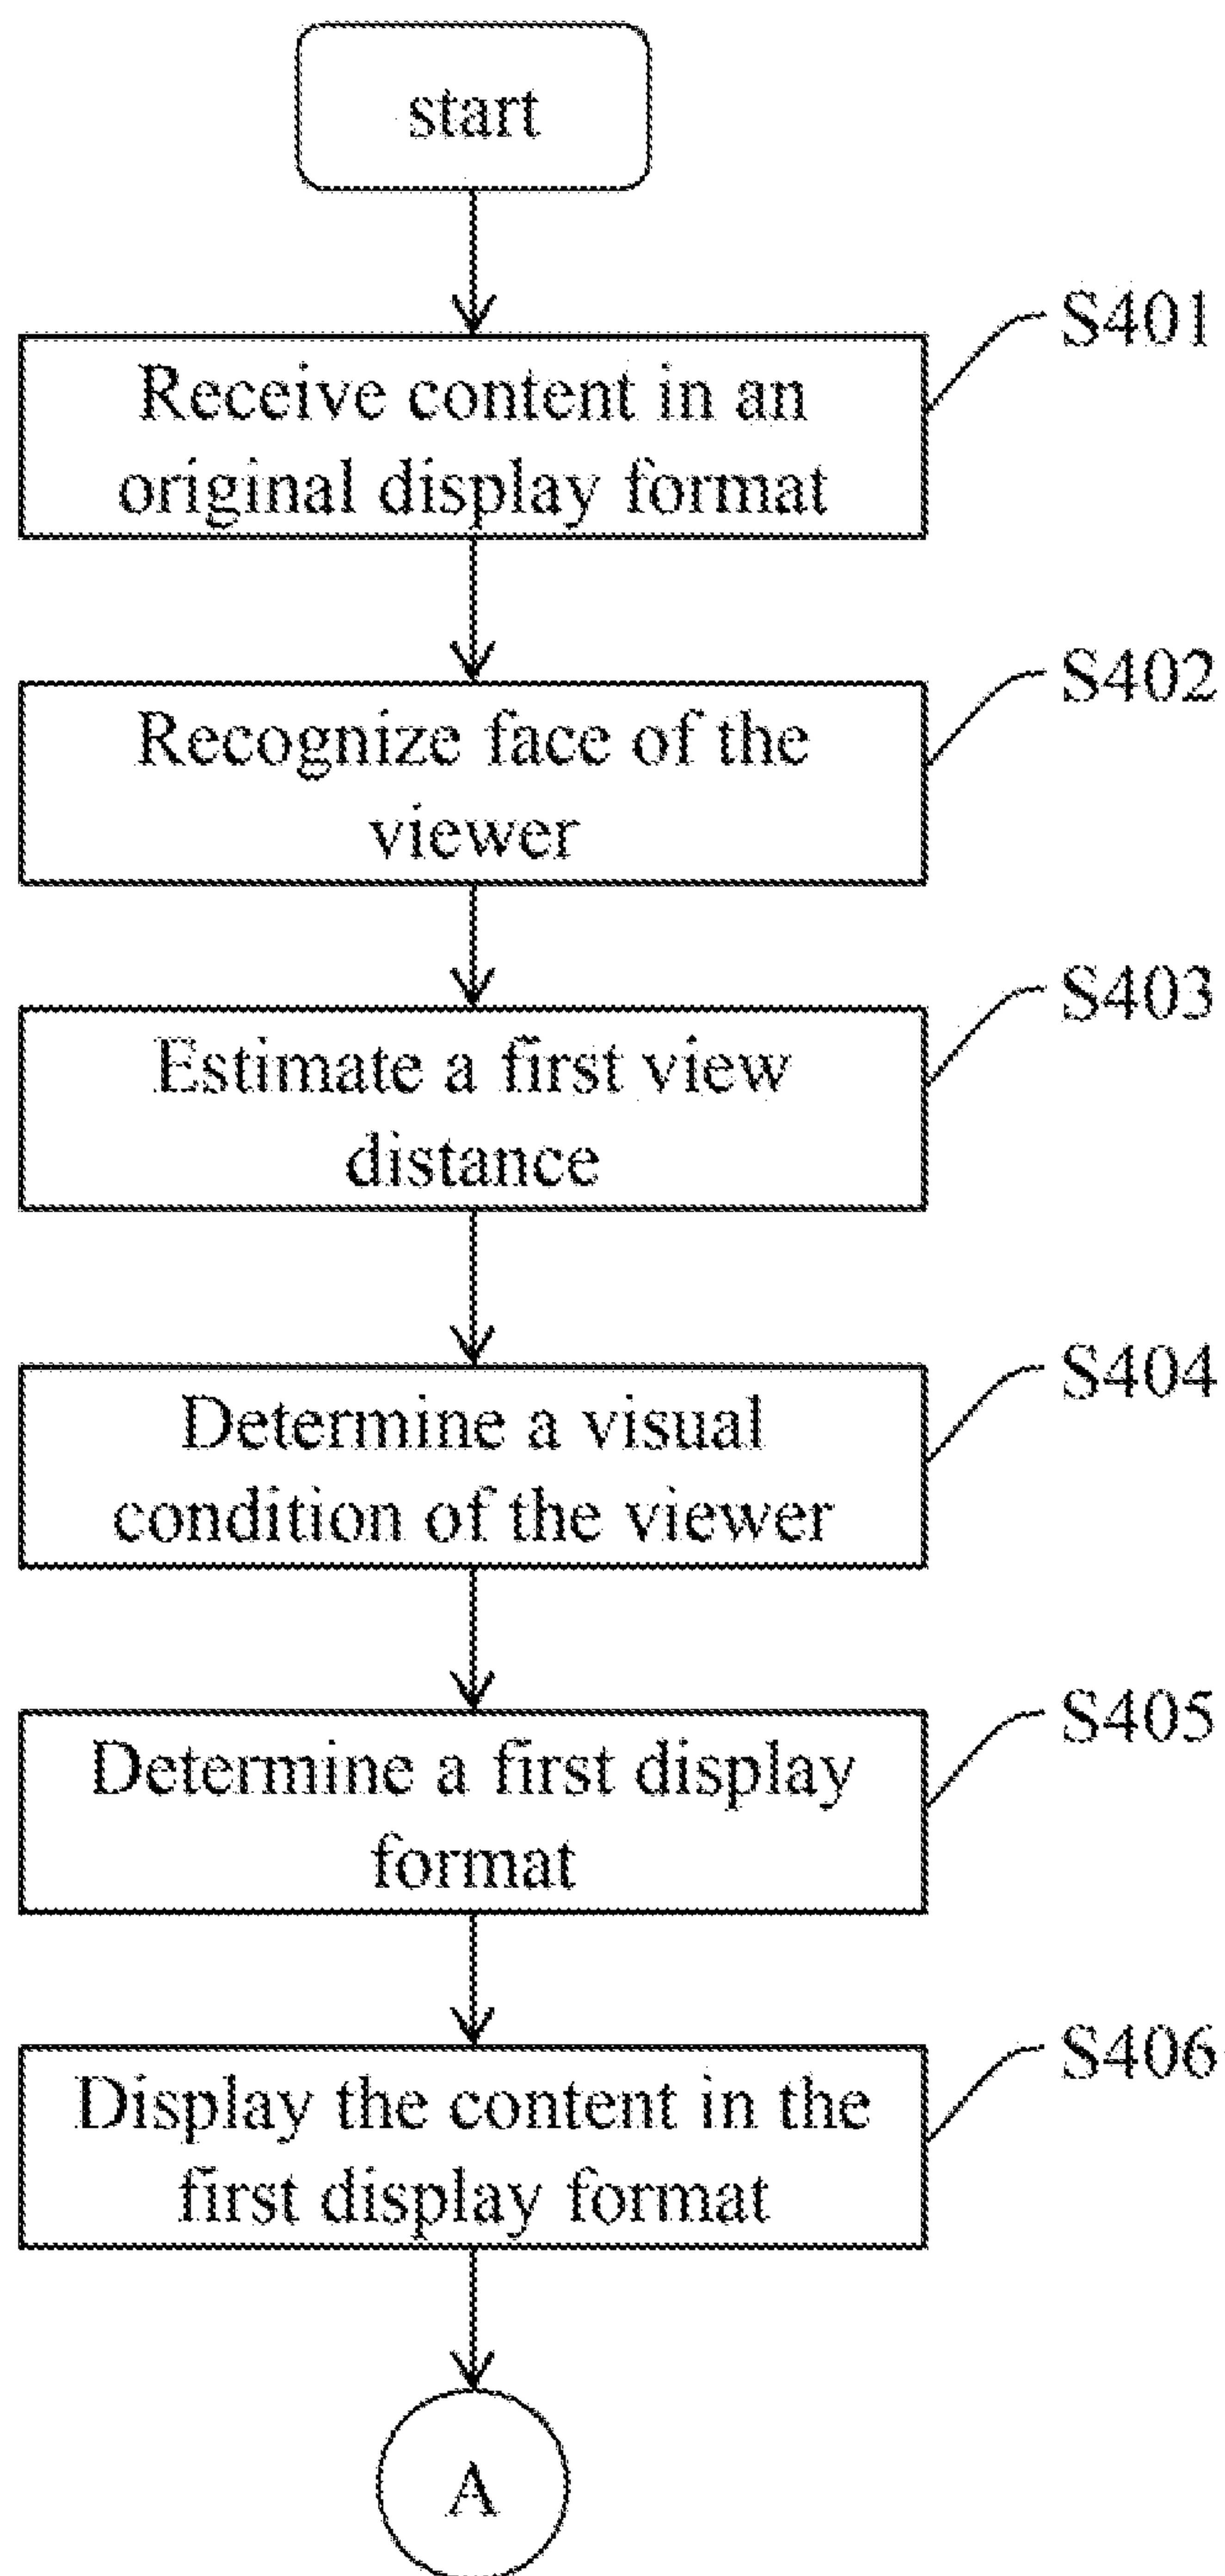 start
S401
Receive content in an
original display format
S402
Recognize face of the
viewer
S403
Estimate a first view
distance
S404
Determine a visual
condition of the viewer
S405
Determine a first display
format
S406
Display the content in the
first display format
A